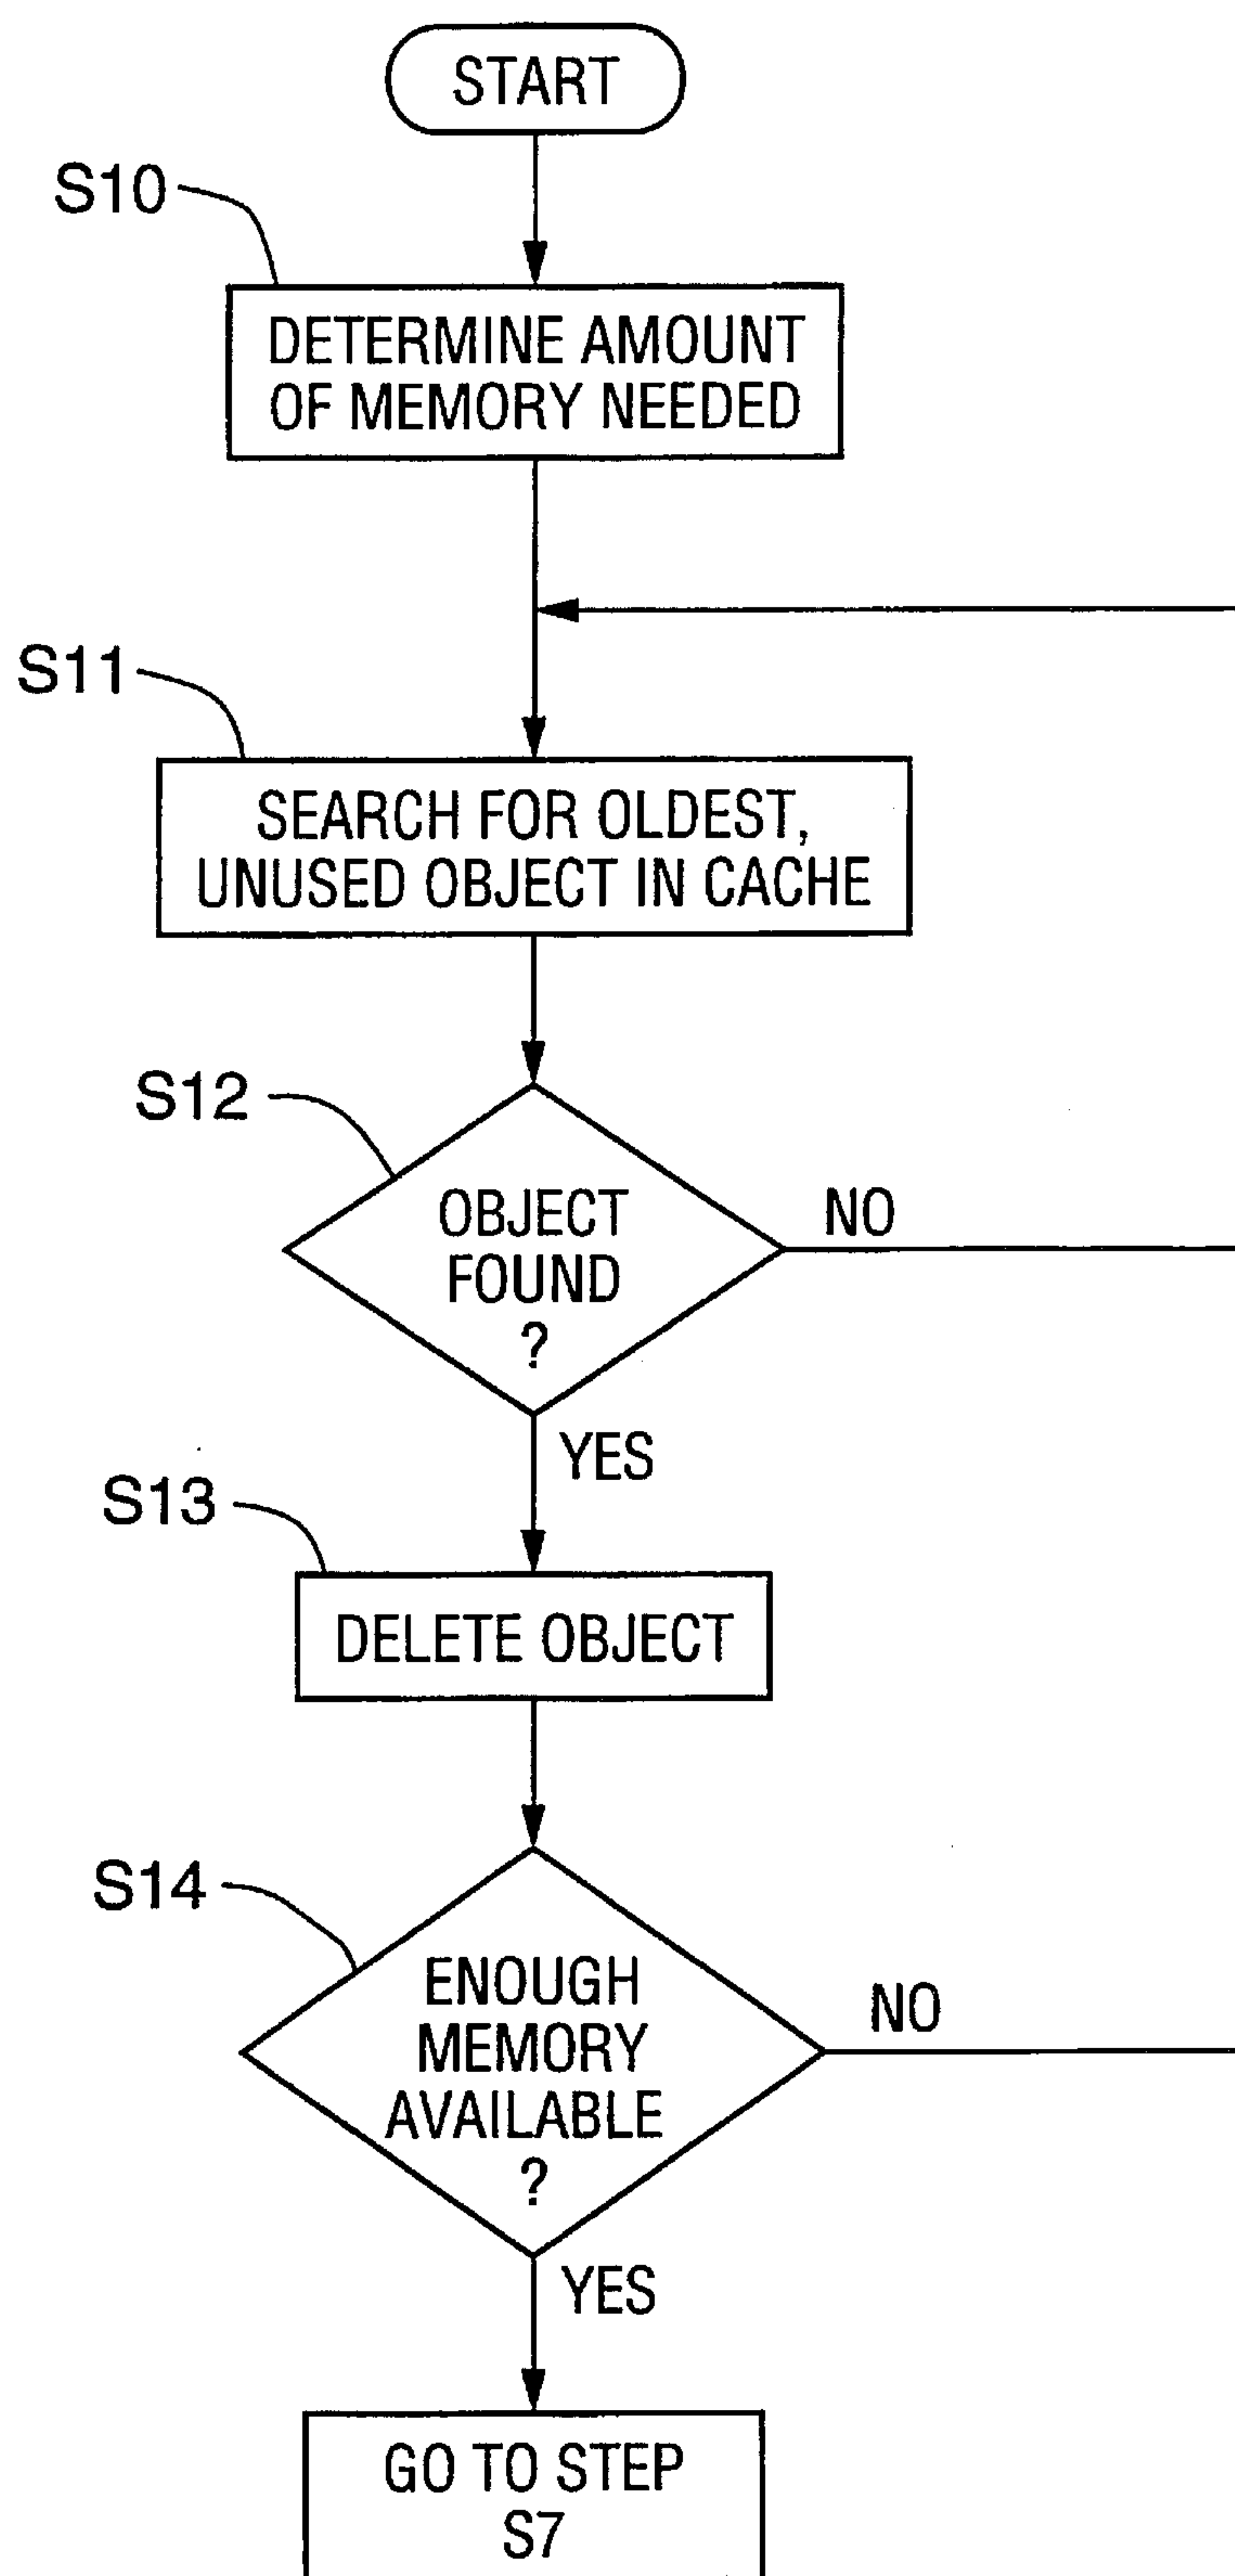 START
S10
DETERMINE AMOUNT
OF MEMORY NEEDED
S11
SEARCH FOR OLDEST,
UNUSED OBJECT IN CACHE
S12
OBJECT
FOUND
?
NO
YES
S13
DELETE OBJECT
S14
ENOUGH
MEMORY
AVAILABLE
?
NO
YES
GO TO STEP
S7